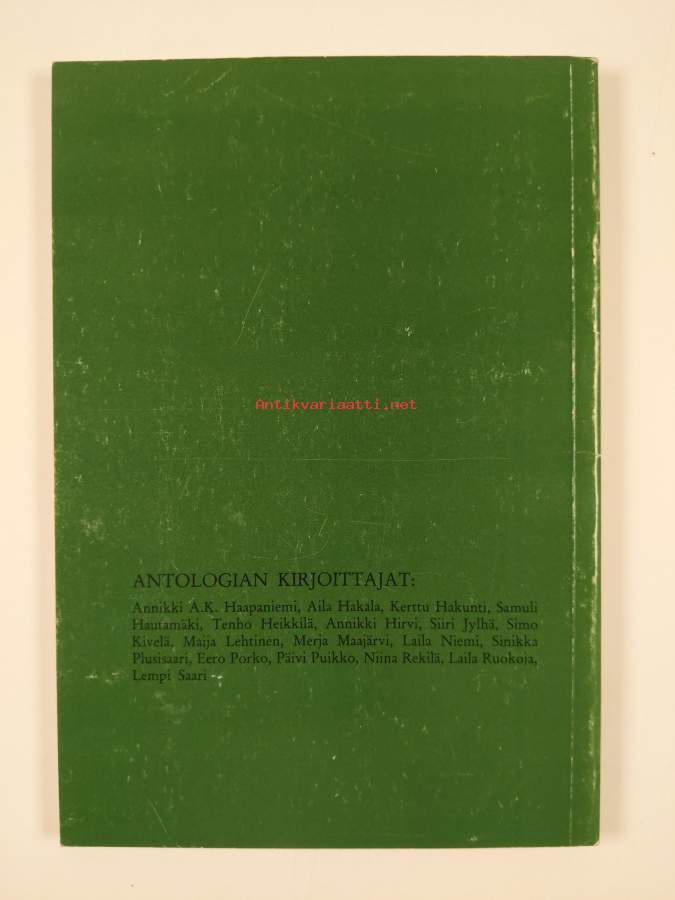 Antikvariaatti.net
ANTOLOGIAN KIRJOITTAJAT:
Annikki A.K. Haapaniemi, Aila Hakala, Kerttu Hakunti, Samuli
Hautamäki, Tenho Heikkilä, Annikki Hirvi, Siiri Jylhä, Simo
Kivelä, Maija Lehtinen, Merja Maajärvi, Laila Niemi, Sinikka
Plusisaari, Eero Porko, Päivi Puikko, Niina Rekilä, Laila Ruokoja,
Lempi Saari